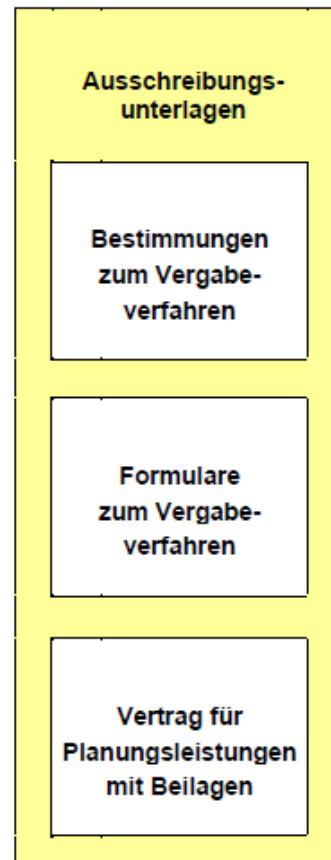 Ausschreibungs-
unterlagen
Bestimmungen
zum Vergabe-
verfahren
Formulare
zum Vergabe-
verfahren
Vertrag für
Planungsleistungen
mit Beilagen